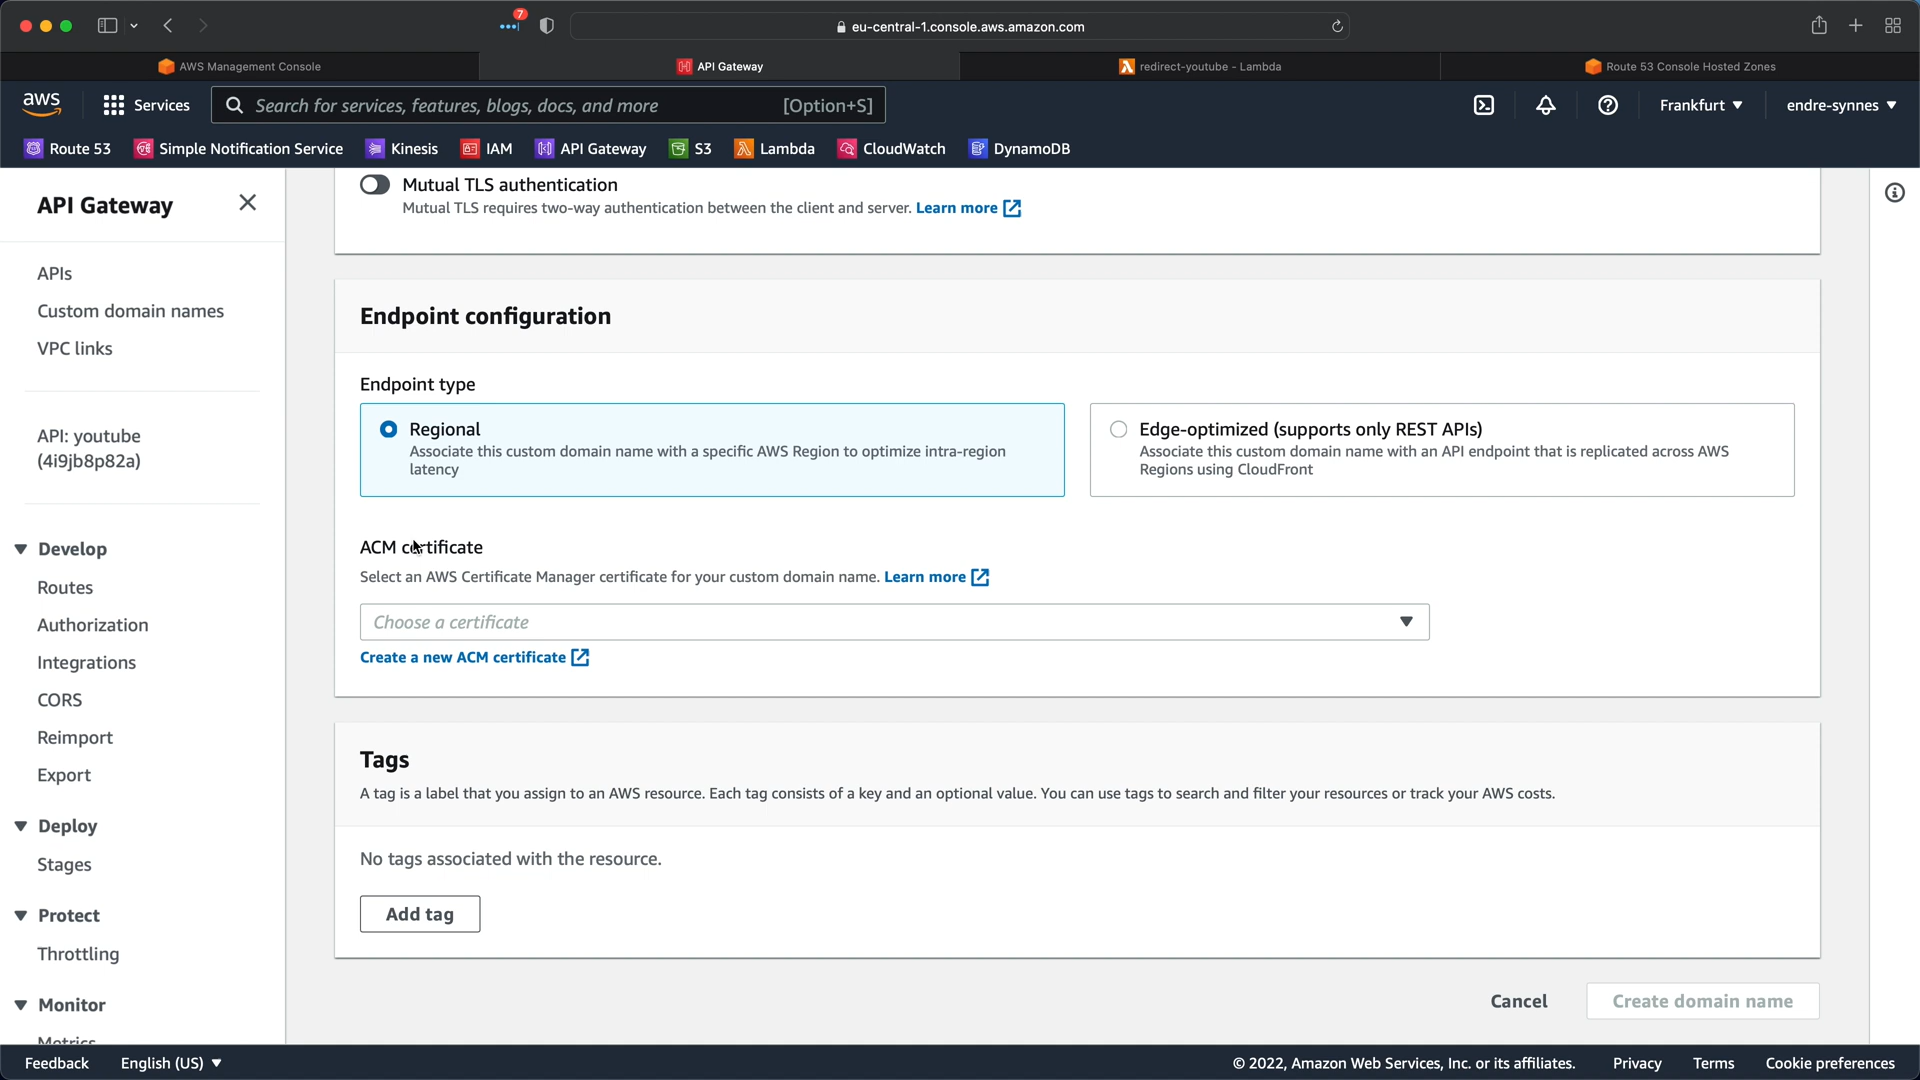 7
eu-central-1.console.aws.amazon.com
AWS Management Console
API Gateway
redirect-youtube - Lambda
Route 53 Console Hosted Zones
aws
Services
Search for services, features, blogs, docs, and more
[Option+S]
Frankfurt
endre-synnes
Route 53
Simple Notification Service
Kinesis
IAM
API Gateway
S3
Lambda
CloudWatch
DynamoDB
API Gateway
APIs
Custom domain names
VPC links
API: youtube
(4i9jb8p82a)
Develop
Routes
Authorization
Integrations
CORS
Reimport
Export
Deploy
Stages
Protect
Throttling
Monitor
Metrics
Mutual TLS authentication
Mutual TLS requires two-way authentication between the client and server. Learn more
Endpoint configuration
Endpoint type
Regional
Associate this custom domain name with a specific AWS Region to optimize intra-region
latency
Edge-optimized (supports only REST APIs)
Associate this custom domain name with an API endpoint that is replicated across AWS
Regions using CloudFront
ACM certificate
Select an AWS Certificate Manager certificate for your custom domain name. Learn more
Choose a certificate
Create a new ACM certificate
Tags
A tag is a label that you assign to an AWS resource. Each tag consists of a key and an optional value. You can use tags to search and filter your resources or track your AWS costs.
No tags associated with the resource.
Add tag
Cancel
Create domain name
Feedback
English (US)
© 2022, Amazon Web Services, Inc. or its affiliates.
Privacy
Terms
Cookie preferences